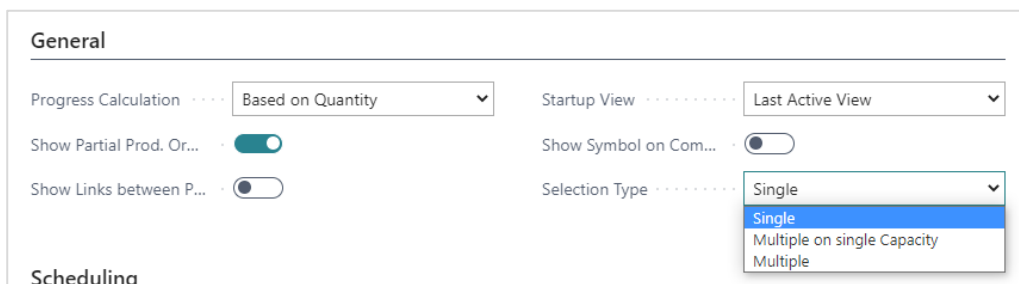 General
Progress Calculation Based on Quantity Startup View Last Active View
Show Partial Prod. Or... Show Symbol on Com...
Show Links between P... Selection Type Single
Single
Multiple on single Capacity
Multiple
Scheduling